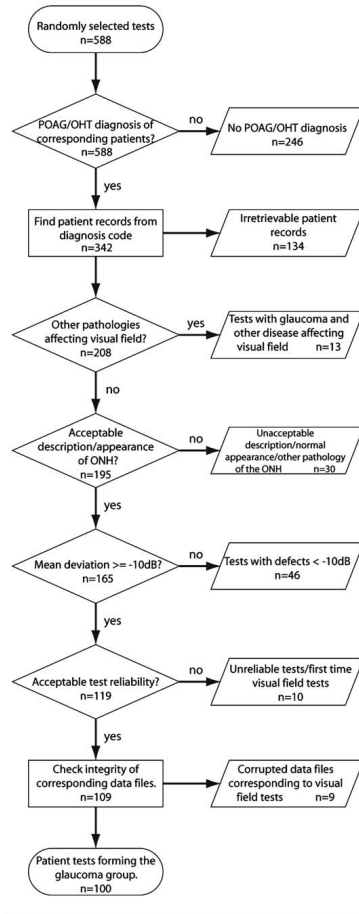 Randomly selected tests
n=588
POAG/OHT diagnosis of
corresponding patients?
n=588
no
No POAG/OHT diagnosis
n=246
yes
Find patient records from
diagnosis code
n=342
Irretrievable patient
records
n=134
Other pathologies
affecting visual field?
n=208
yes
Tests with glaucoma and
other disease affecting
visual field n=13
no
Acceptable
description/appearance
of ONH?
n=195
no
Unacceptable
description/normal
appearance/other pathology
of the ONH n=30
yes
Mean deviation >= -10dB?
n=165
no
Tests with defects < -10dB
n=46
yes
Acceptable test reliability?
n=119
no
Unreliable tests/first time
visual field tests
n=10
yes
Check integrity of
corresponding data files.
n=109
Corrupted data files
corresponding to visual
field tests n=9
Patient tests forming the
glaucoma group.
n=100